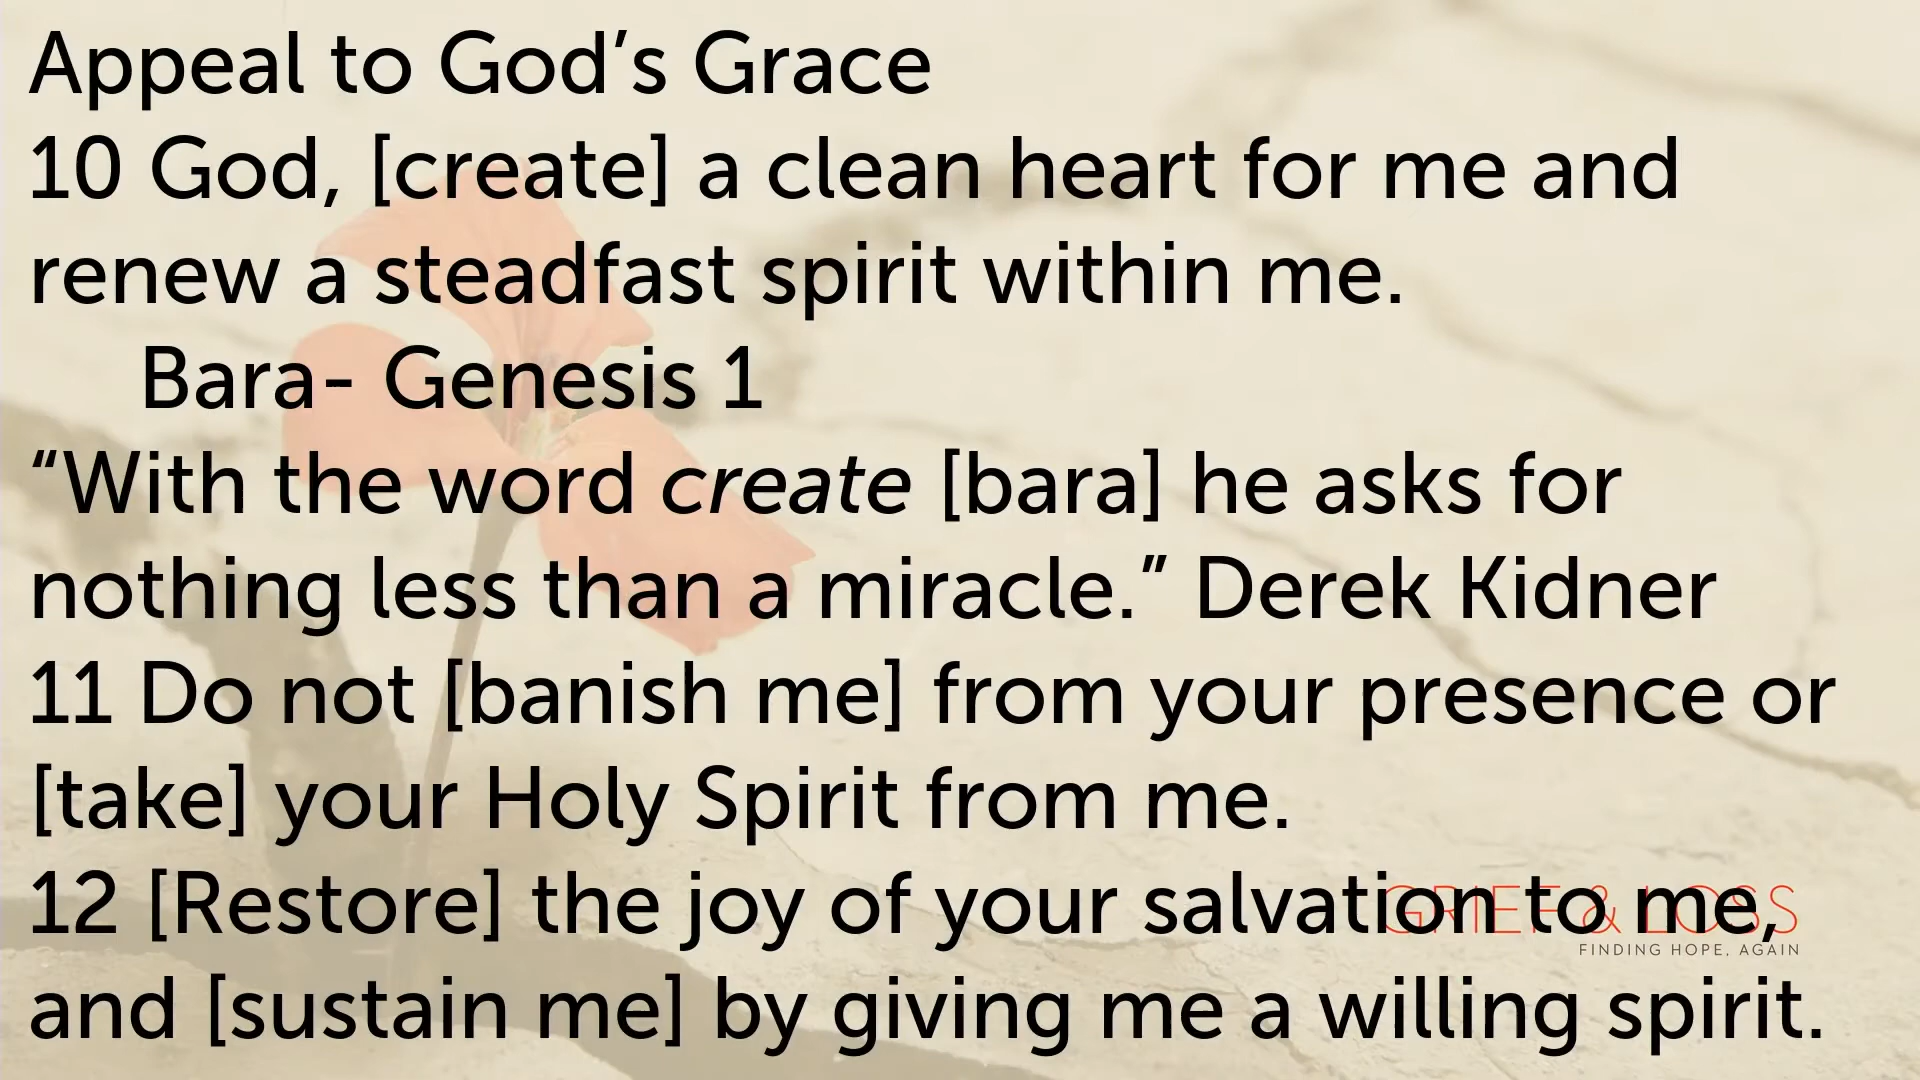 Appeal to God’s Grace
10 God, [create] a clean heart for me and
renew a steadfast spirit within me.
Bara- Genesis 1
“With the word create [bara] he asks for
nothing less than a miracle.” Derek Kidner
11 Do not [banish me] from your presence or
[take] your Holy Spirit from me.
12 [Restore] the joy of your salvation to me,
GRIEF & LOSS
FINDING HOPE, AGAIN
and [sustain me] by giving me a willing spirit.